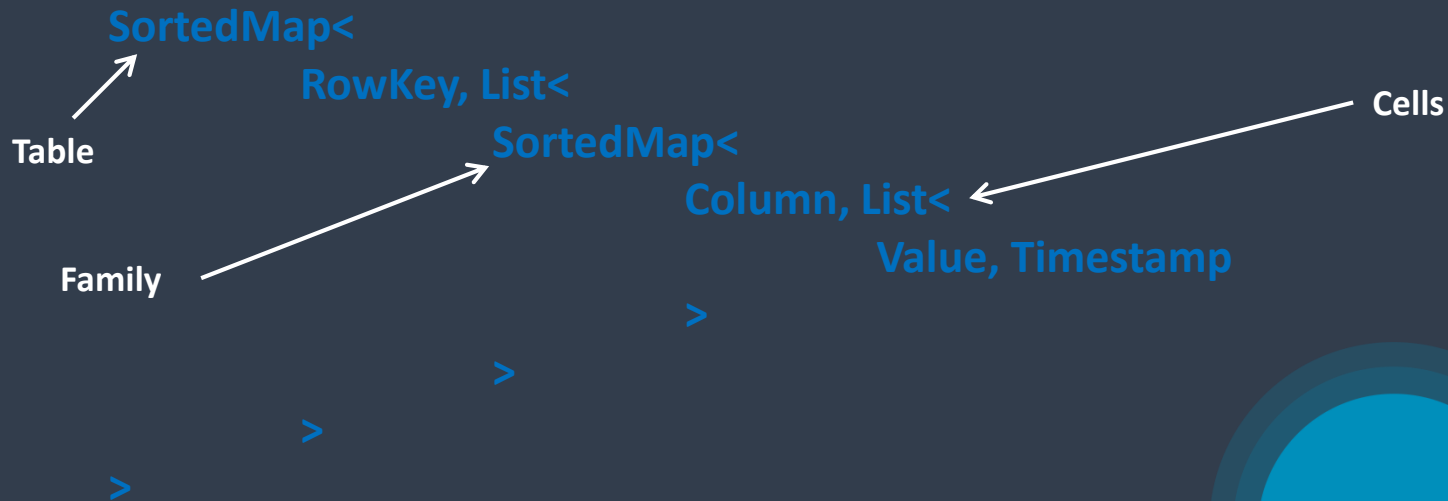 SortedMap<
RowKey, List<
Cells
SortedMap<
Table
Column, List<
Value, Timestamp
Family
>
>
>
>